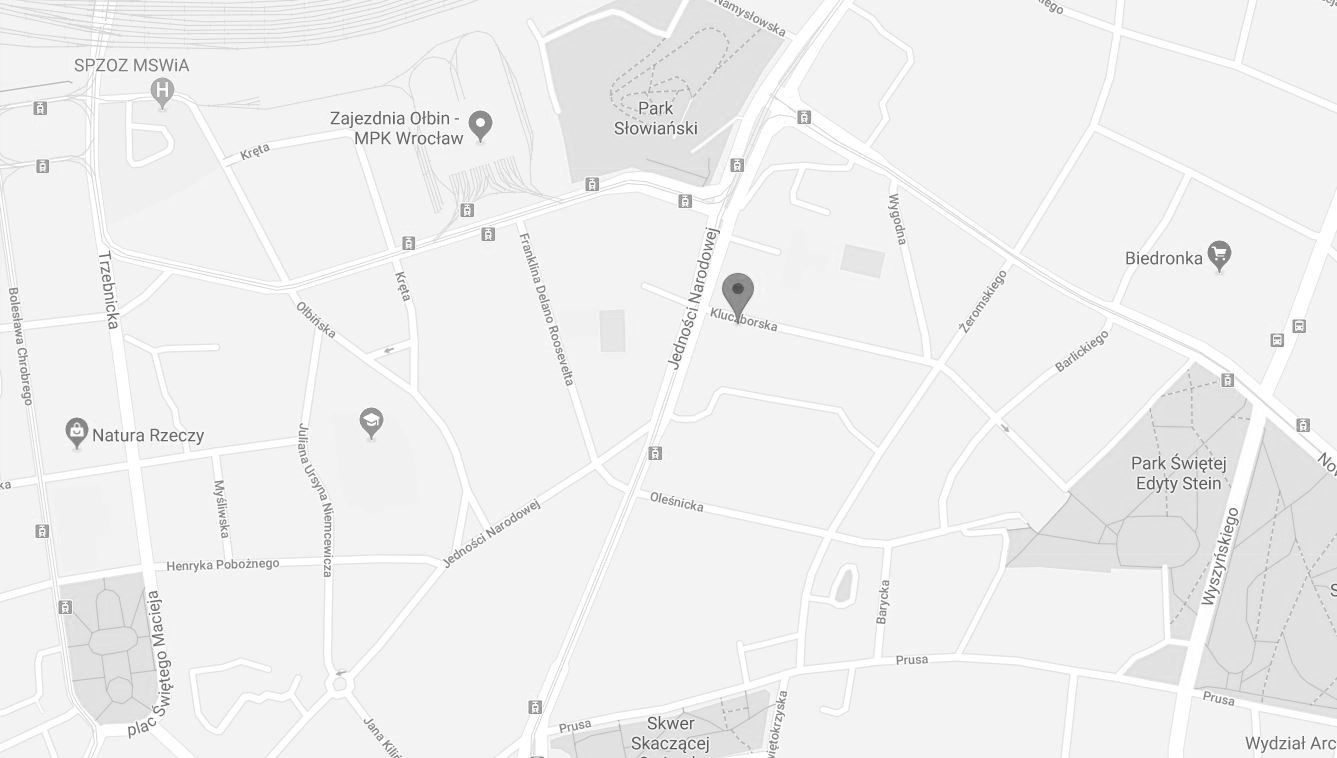 Namysłowska
SPZOZ MSWiA
H
Park
Słowiański
Zajezdnia Ołbin -
MPK Wrocław
Kręta
Wygodna
Jedności Narodowej
Franklina Delano Roosevelta
Biedronka
Trzebnicka
Kręta
Żeromskiego
Bolesława Chrobrego
Ołbińska
Kluczborska
Barlickiego
Natura Rzeczy
Juliana Ursyna Niemcewicza
Park Świętej
Edyty Stein
Myśliwska
Oleśnicka
Jedności Narodowej
Wyszyńskiego
Henryka Pobożnego
Barycka
plac Świętego Macieja
Prusa
Prusa
Prusa
Skwer
Skaczącej
Jana
Wydział